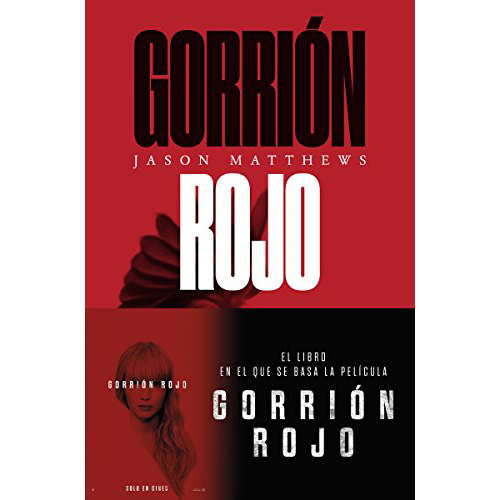 GORRIÓN
JASON MATTHEWS
ROJO
EL LIBRO
EN EL QUE SE BASA LA PELÍCULA
GORRIÓN
ROJO
GORRIÓN ROJO
SOLO EN CINES